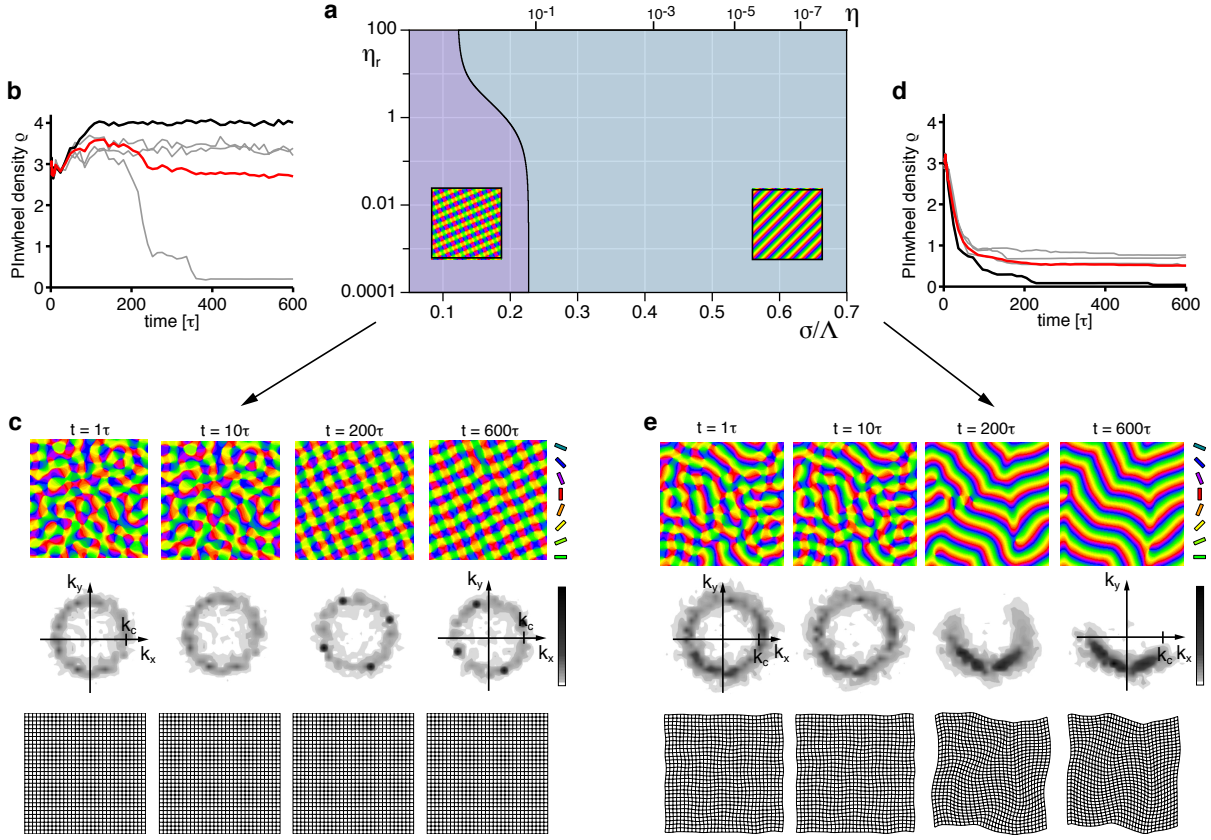 a
10⁻¹ 10⁻³ 10⁻⁵ 10⁻⁷ η
100
ηr
1
0.01
0.0001
0.1 0.2 0.3 0.4 0.5 0.6 0.7
σ/Λ
b
PInwheel density ϱ
4
3
2
1
0
0 200 400 600
time [τ]
d
PInwheel density ϱ
4
3
2
1
0
0 200 400 600
time [τ]
c
t = 1τ t = 10τ t = 200τ t = 600τ
ky ky
kc kc
kx kx
e
t = 1τ t = 10τ t = 200τ t = 600τ
ky ky
kc kx kc kx